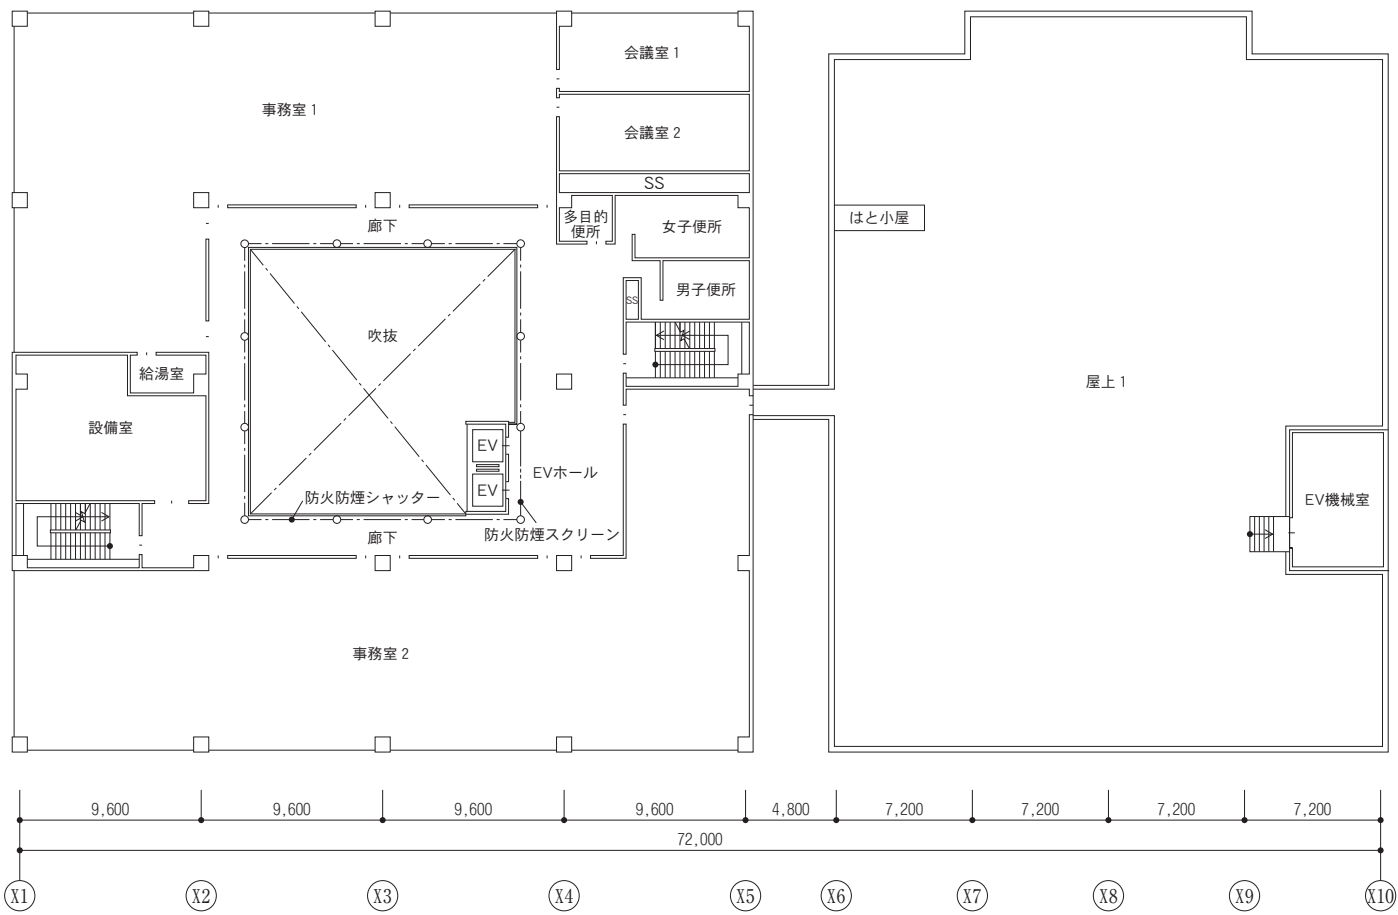 会議室 1
事務室 1
会議室 2
SS
多目的
便所
女子便所
はと小屋
廊下
男子便所
SS
吹抜
給湯室
屋上 1
設備室
EV
EVホール
EV
防火防煙シャッター
EV機械室
防火防煙スクリーン
廊下
事務室 2
9,600 9,600 9,600 9,600 4,800 7,200 7,200 7,200 7,200
72,000
X1 X2 X3 X4 X5 X6 X7 X8 X9 X10